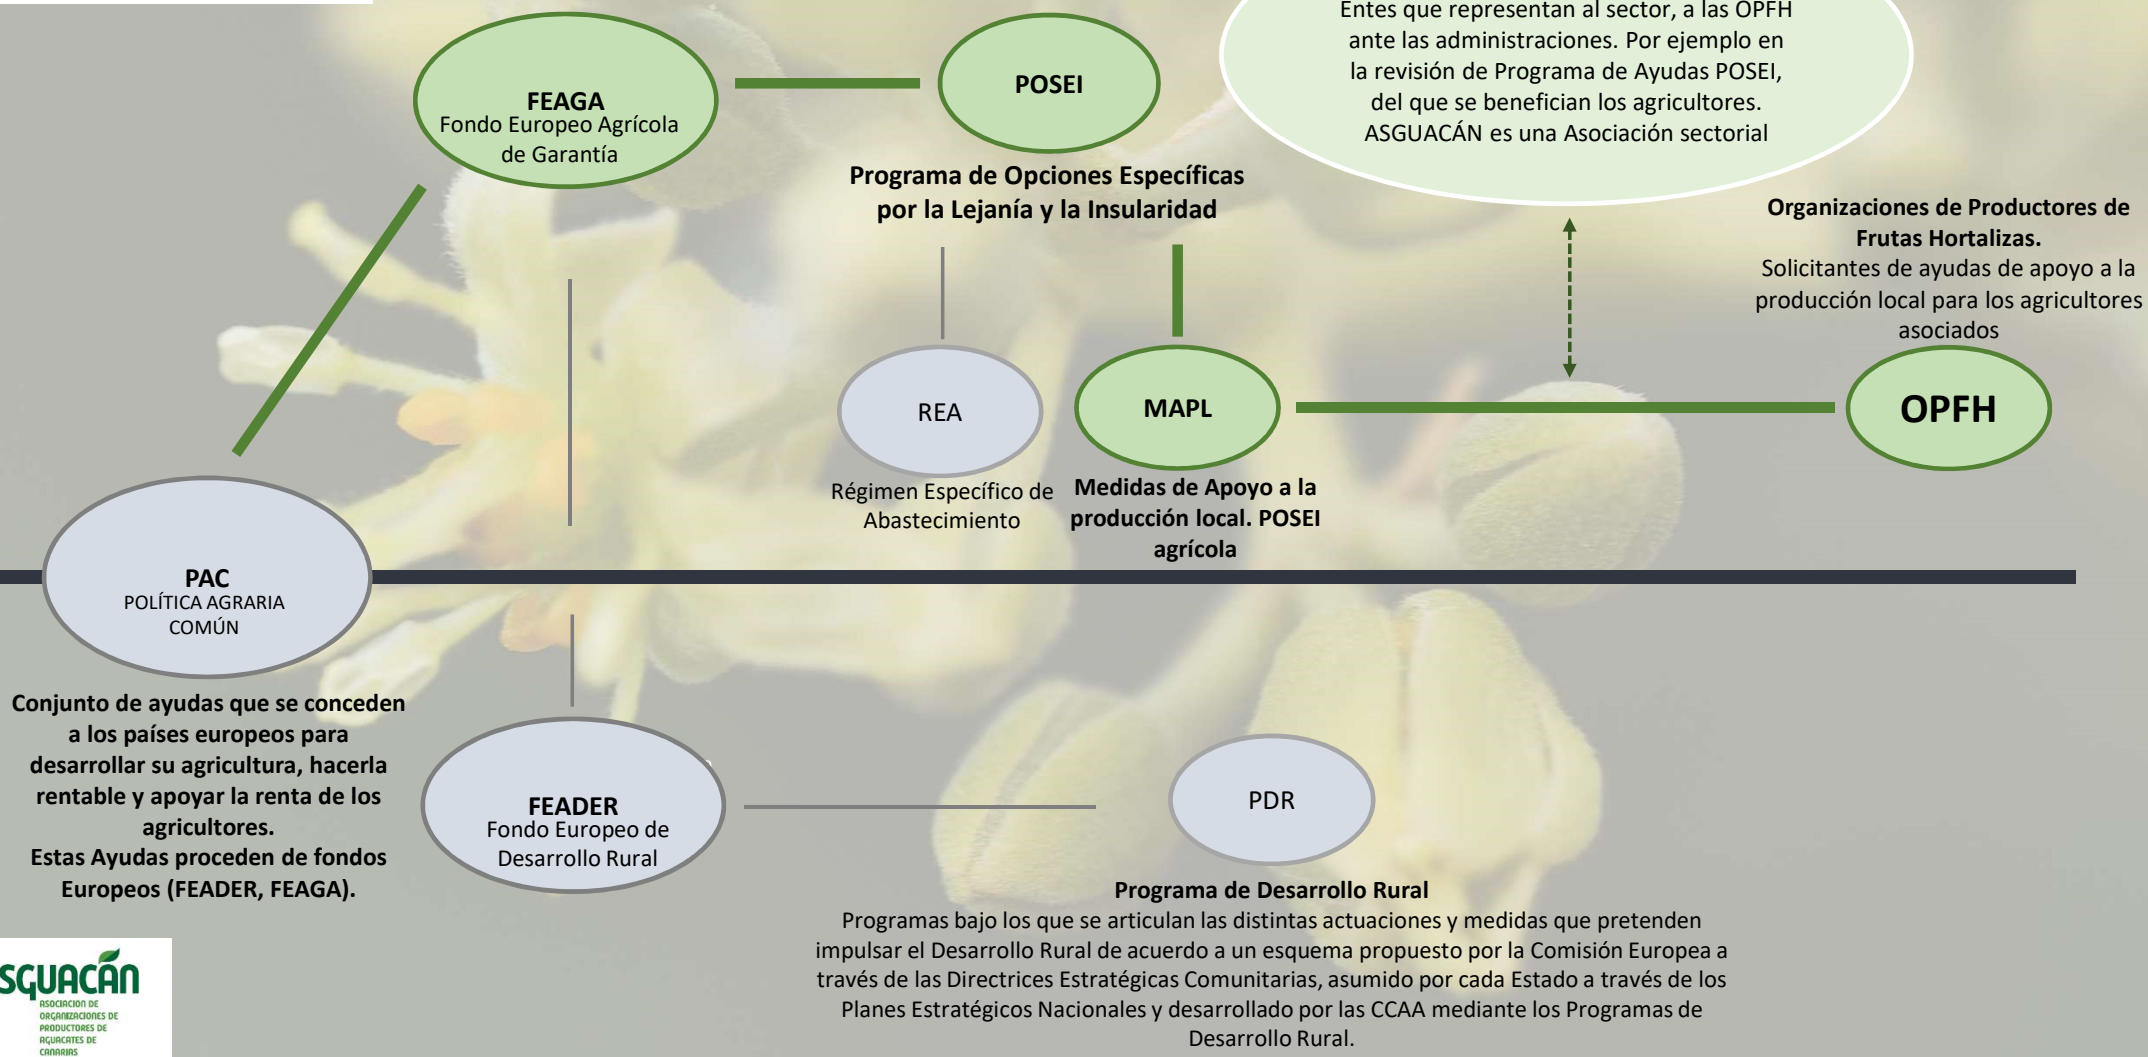 Entes que representan al sector, a las OPFH
ante las administraciones. Por ejemplo en
la revisión de Programa de Ayudas POSEI,
del que se benefician los agricultores.
ASGUACÁN es una Asociación sectorial
FEAGA
Fondo Europeo Agrícola
de Garantía
POSEI
Programa de Opciones Específicas
por la Lejanía y la Insularidad
Organizaciones de Productores de
Frutas Hortalizas.
Solicitantes de ayudas de apoyo a la
producción local para los agricultores
asociados
REA
MAPL
OPFH
Régimen Específico de
Abastecimiento
Medidas de Apoyo a la
producción local. POSEI
agrícola
PAC
POLÍTICA AGRARIA
COMÚN
Conjunto de ayudas que se conceden
a los países europeos para
desarrollar su agricultura, hacerla
rentable y apoyar la renta de los
agricultores.
Estas Ayudas proceden de fondos
Europeos (FEADER, FEAGA).
FEADER
Fondo Europeo de
Desarrollo Rural
PDR
Programa de Desarrollo Rural
Programas bajo los que se articulan las distintas actuaciones y medidas que pretenden
impulsar el Desarrollo Rural de acuerdo a un esquema propuesto por la Comisión Europea a
través de las Directrices Estratégicas Comunitarias, asumido por cada Estado a través de los
Planes Estratégicos Nacionales y desarrollado por las CCAA mediante los Programas de
Desarrollo Rural.
SGUACÁN
ASOCIACION DE
ORGANIZACIONES DE
PRODUCTORES DE
AGUACATES DE
CANARIAS